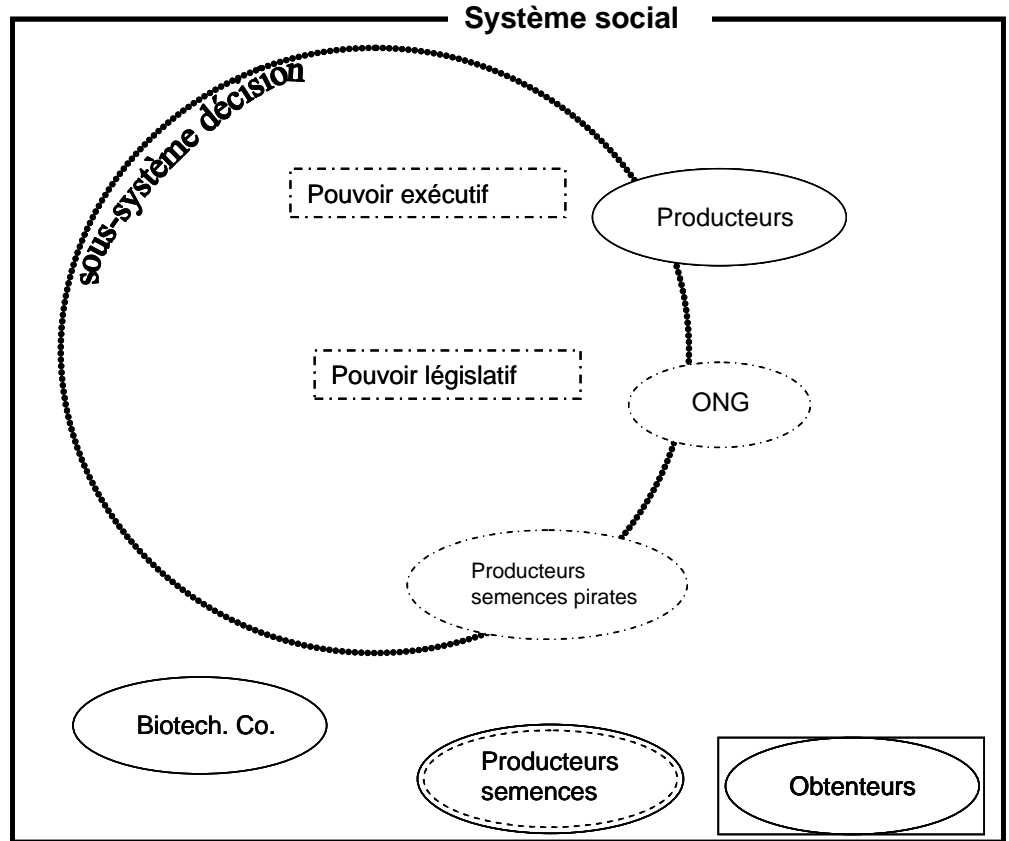 Système social
sous-système décision
Pouvoir exécutif
Producteurs
Pouvoir législatif
ONG
Producteurs
semences pirates
Biotech. Co.
Producteurs
semences
Obtenteurs